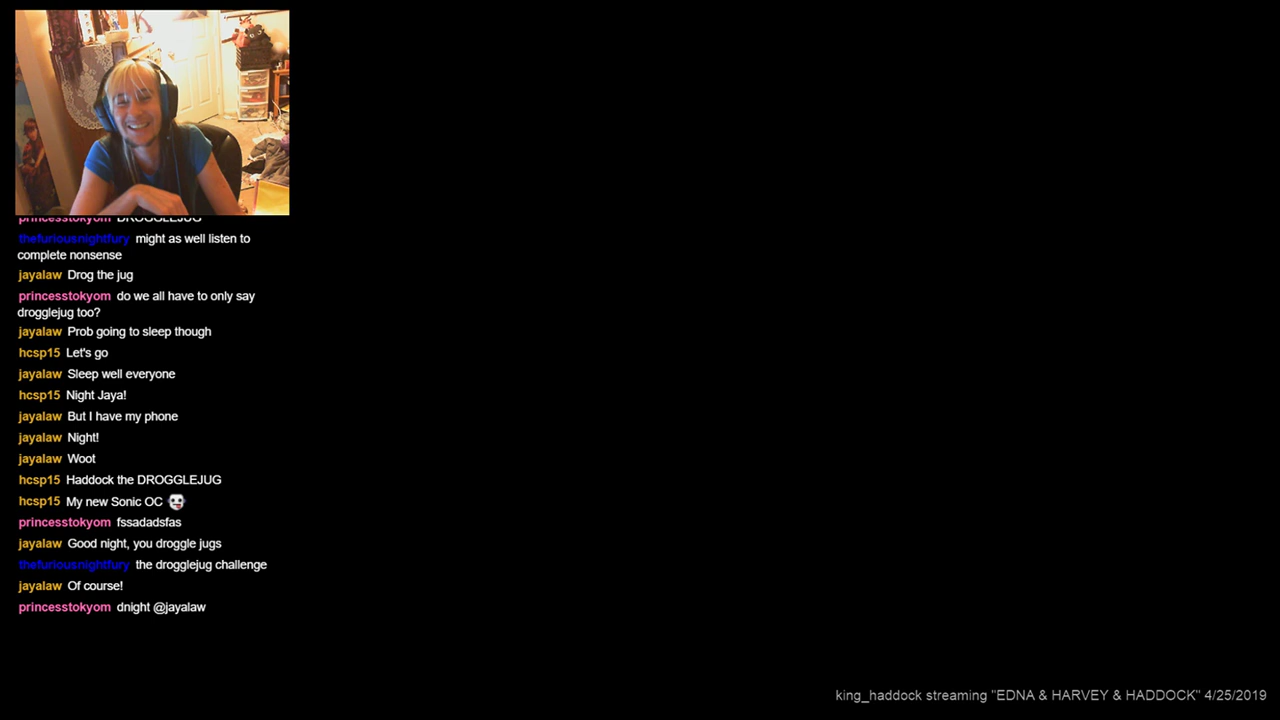 princesstokyom DROGGLEJUG
thefuriousnightfury might as well listen to
complete nonsense
jayalaw Drog the jug
princesstokyom do we all have to only say
drogglejug too?
jayalaw Prob going to sleep though
hcsp15 Let's go
jayalaw Sleep well everyone
hcsp15 Night Jaya!
jayalaw But I have my phone
jayalaw Night!
jayalaw Woot
hcsp15 Haddock the DROGGLEJUG
hcsp15 My new Sonic OC
princesstokyom fssadadsfas
jayalaw Good night, you droggle jugs
thefuriousnightfury the drogglejug challenge
jayalaw Of course!
princesstokyom dnight @jayalaw
king_haddock streaming "EDNA & HARVEY & HADDOCK" 4/25/2019